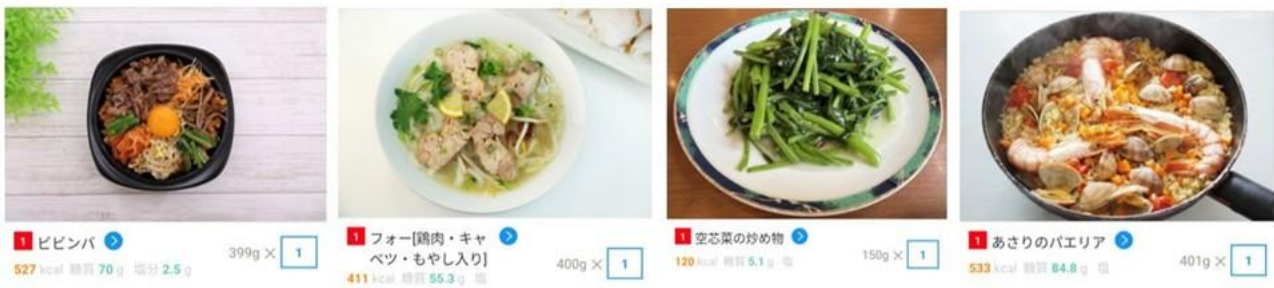 1 ビビンバ
399g × 1
527 kcal 糖質 70 g 塩分 2.5 g
1 フォー[鶏肉・キャ
ベツ・もやし入り]
400g × 1
411 kcal 糖質 55.3 g 塩
1 空芯菜の炒め物
150g × 1
120 kcal 糖質 5.1 g 塩
1 あさりのパエリア
401g × 1
533 kcal 糖質 84.8 g 塩